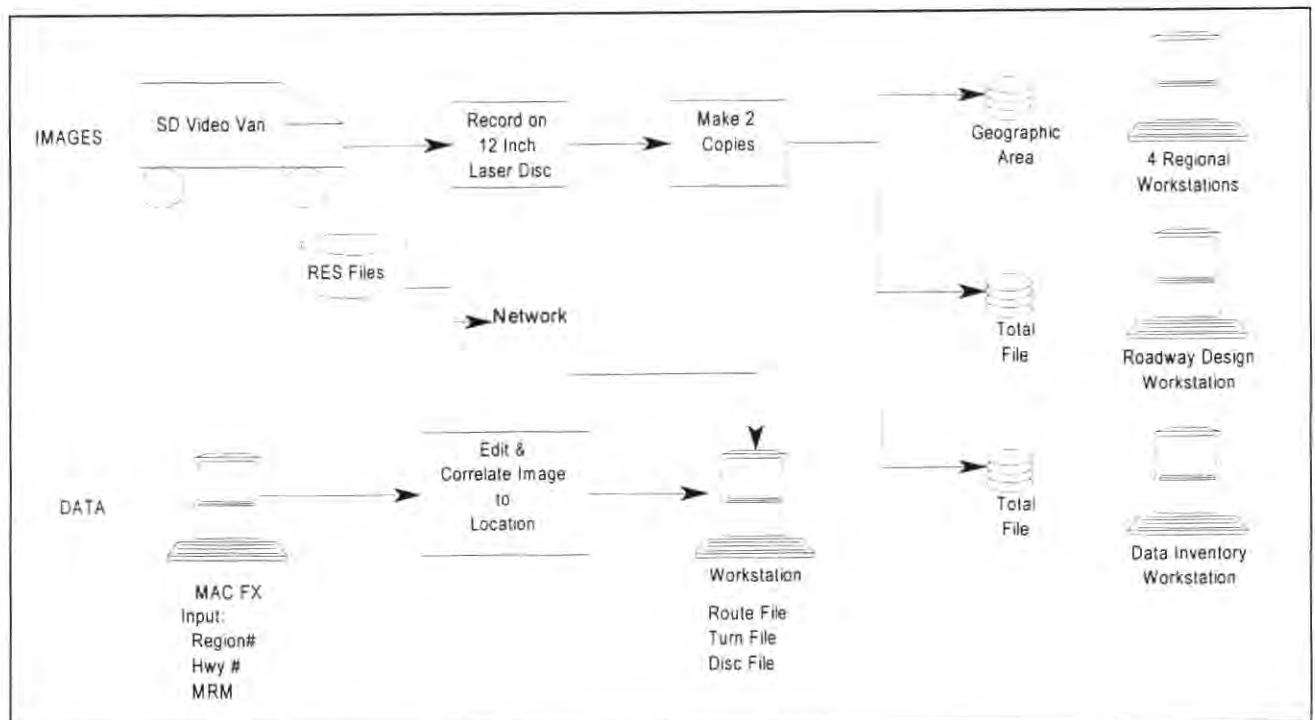 IMAGES
SD Video Van
Record on
12 Inch
Laser Disc
Make 2
Copies
Geographic
Area
4 Regional
Workstations
RES Files
Network
Total
File
Roadway Design
Workstation
DATA
MAC FX
Input:
Region#
Hwy #
MRM
Edit &
Correlate Image
to
Location
Workstation
Route File
Turn File
Disc File
Total
File
Data Inventory
Workstation